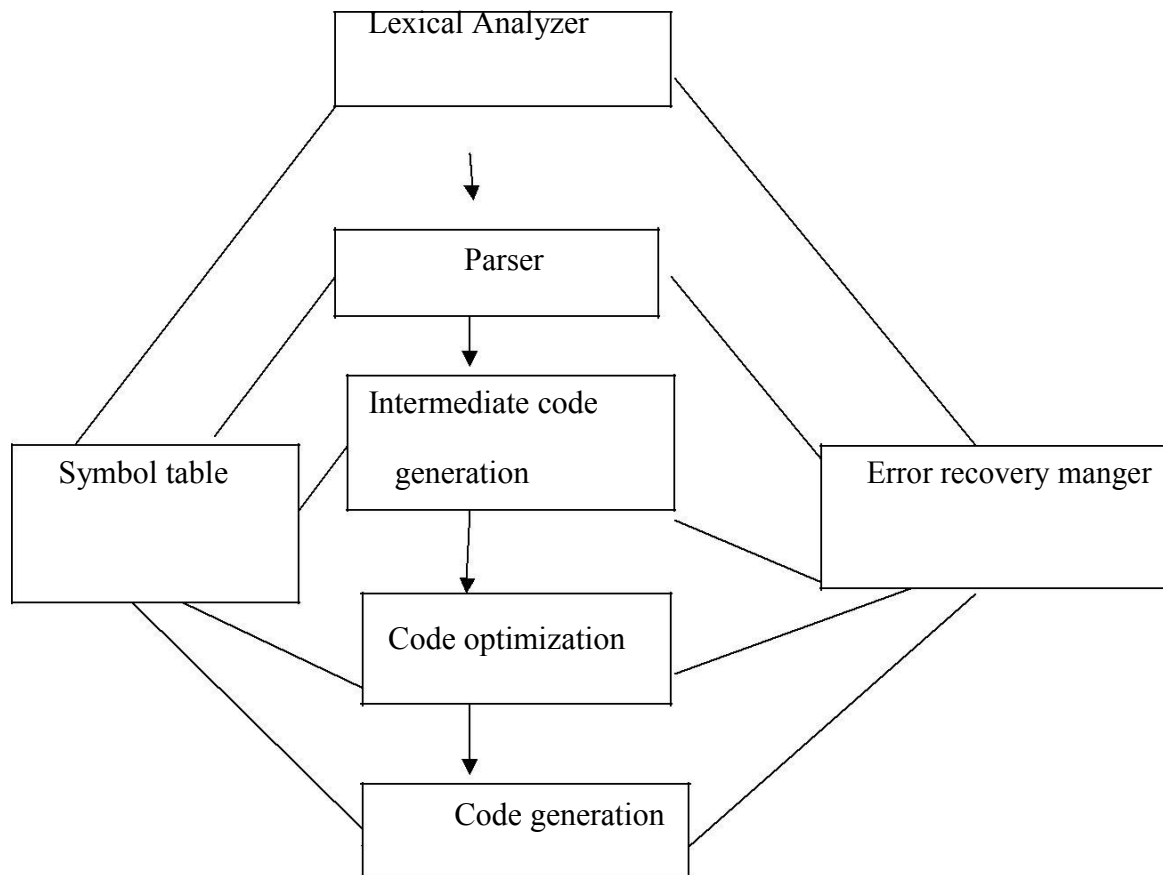 Lexical Analyzer
Parser
Intermediate code
generation
Symbol table
Error recovery manger
Code optimization
Code generation